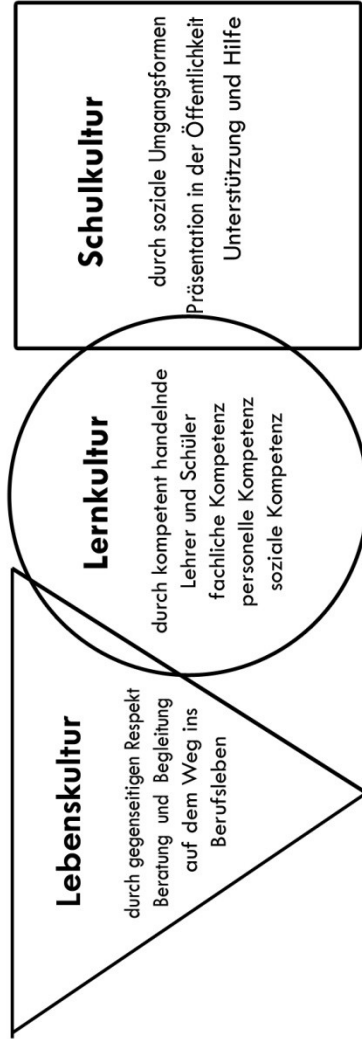 Lebenskultur
durch gegenseitigen Respekt
Beratung und Begleitung
auf dem Weg ins
Berufsleben
Lernkultur
durch kompetent handelnde
Lehrer und Schüler
fachliche Kompetenz
personelle Kompetenz
soziale Kompetenz
Schulkultur
durch soziale Umgangsformen
Präsentation in der Öffentlichkeit
Unterstützung und Hilfe